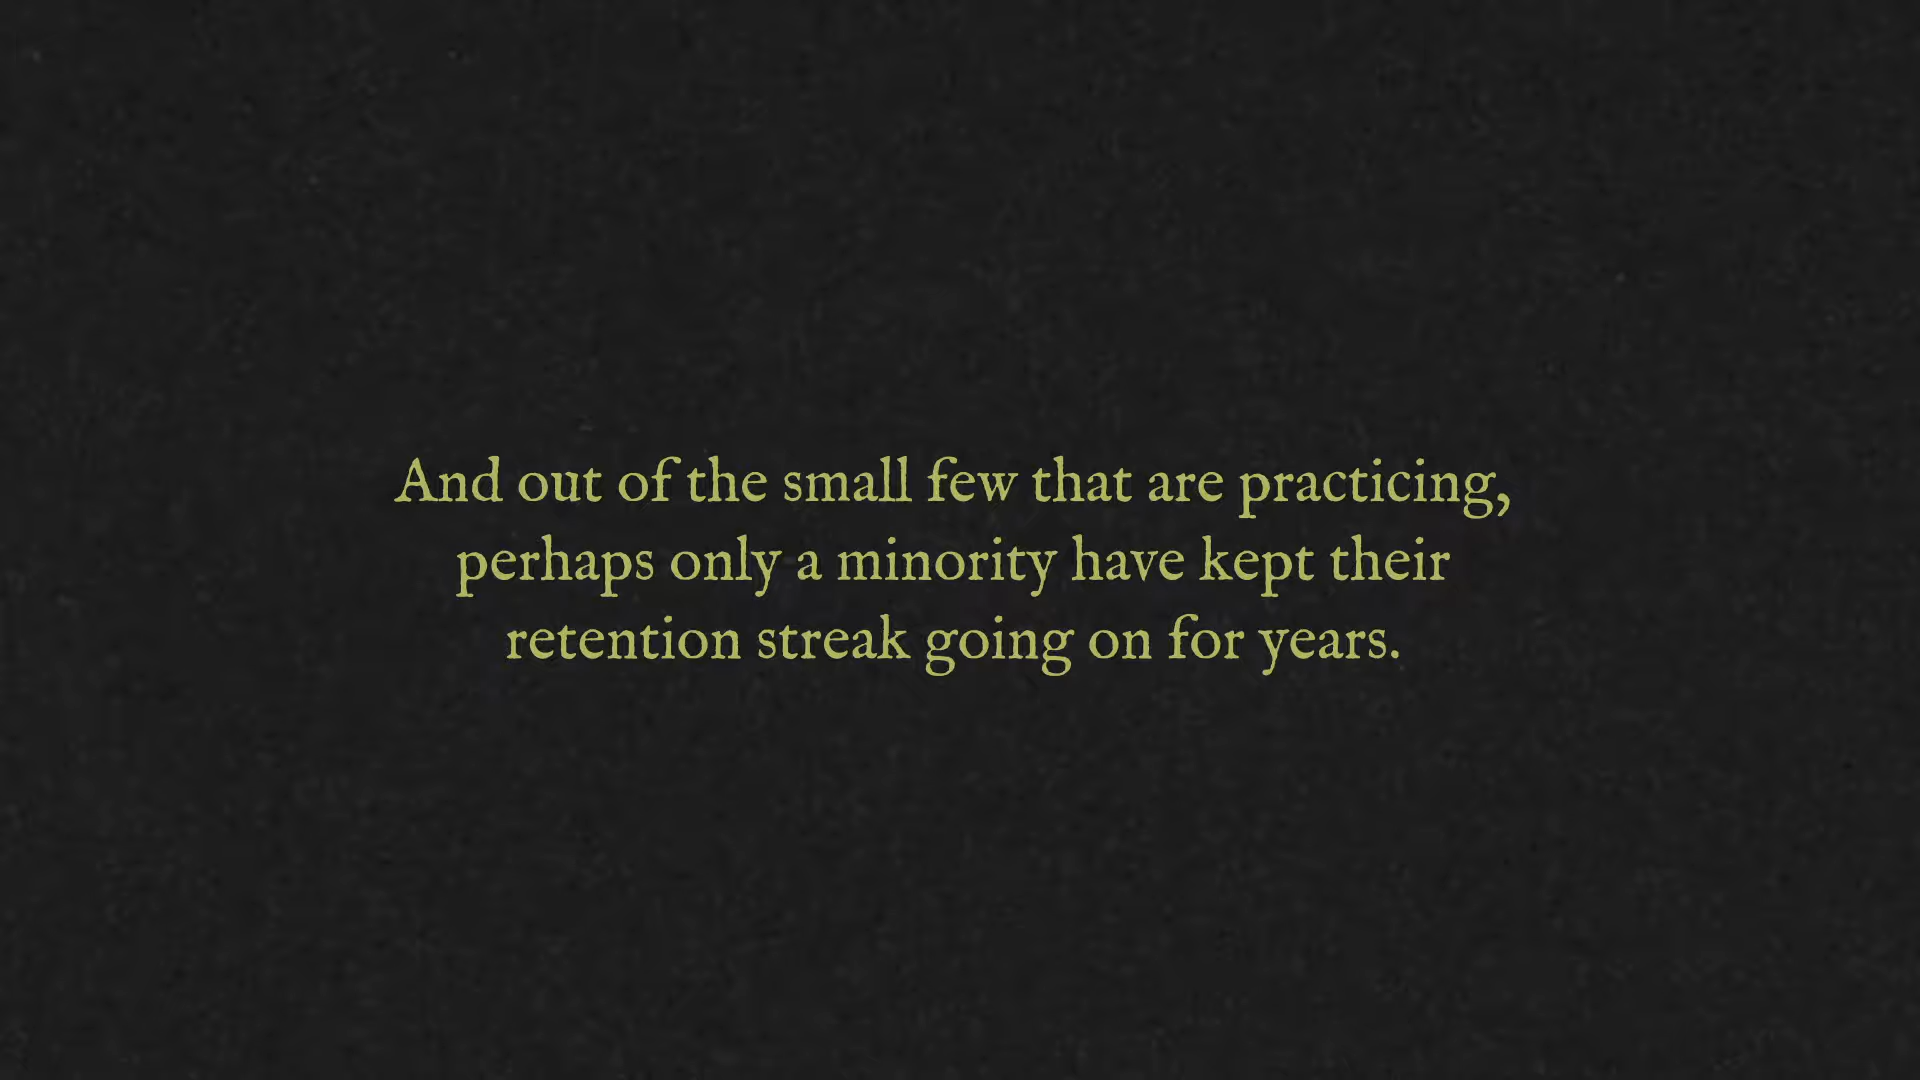 And out of the small few that are practicing,
perhaps only a minority have kept their
retention streak going on for years.